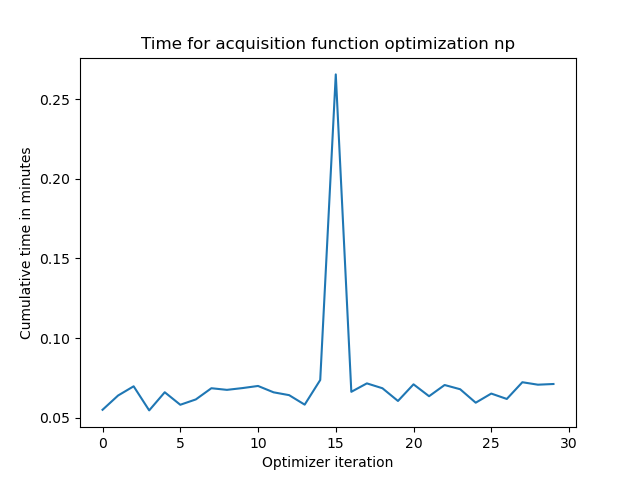 Time for acquisition function optimization np
Cumulative time in minutes
0.25
0.20
0.15
0.10
0.05
0 5 10 15 20 25 30
Optimizer iteration